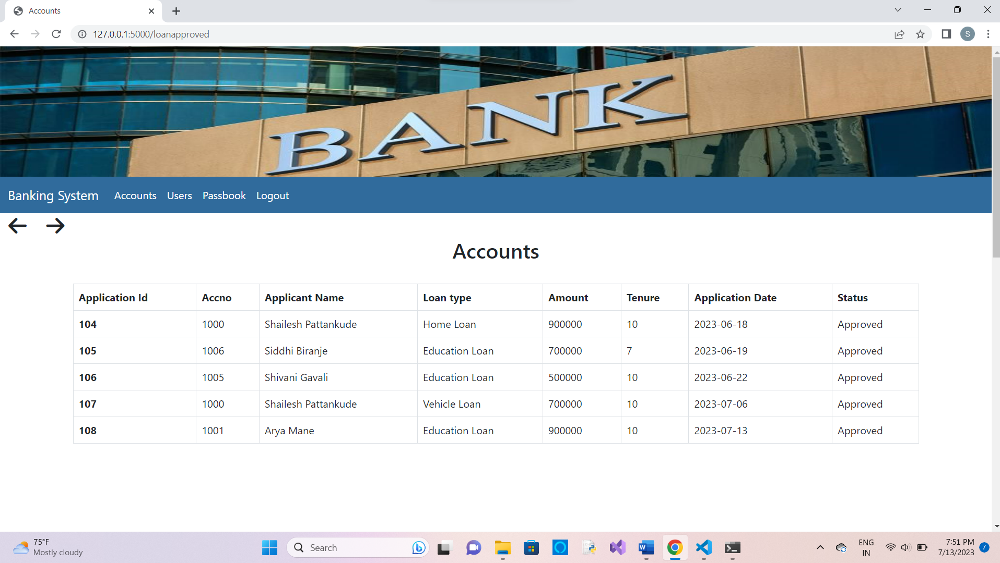 Accounts
127.0.0.1:5000/loanapproved
S
BANK
Banking System Accounts Users Passbook Logout
Accounts
Application Id Accno Applicant Name Loan type Amount Tenure Application Date Status
104 1000 Shailesh Pattankude Home Loan 900000 10 2023-06-18 Approved
105 1006 Siddhi Biranje Education Loan 700000 7 2023-06-19 Approved
106 1005 Shivani Gavali Education Loan 500000 10 2023-06-22 Approved
107 1000 Shailesh Pattankude Vehicle Loan 700000 10 2023-07-06 Approved
108 1001 Arya Mane Education Loan 900000 10 2023-07-13 Approved
75°F
Mostly cloudy
Search
W
ENG
IN
7:51 PM
7/13/2023
7